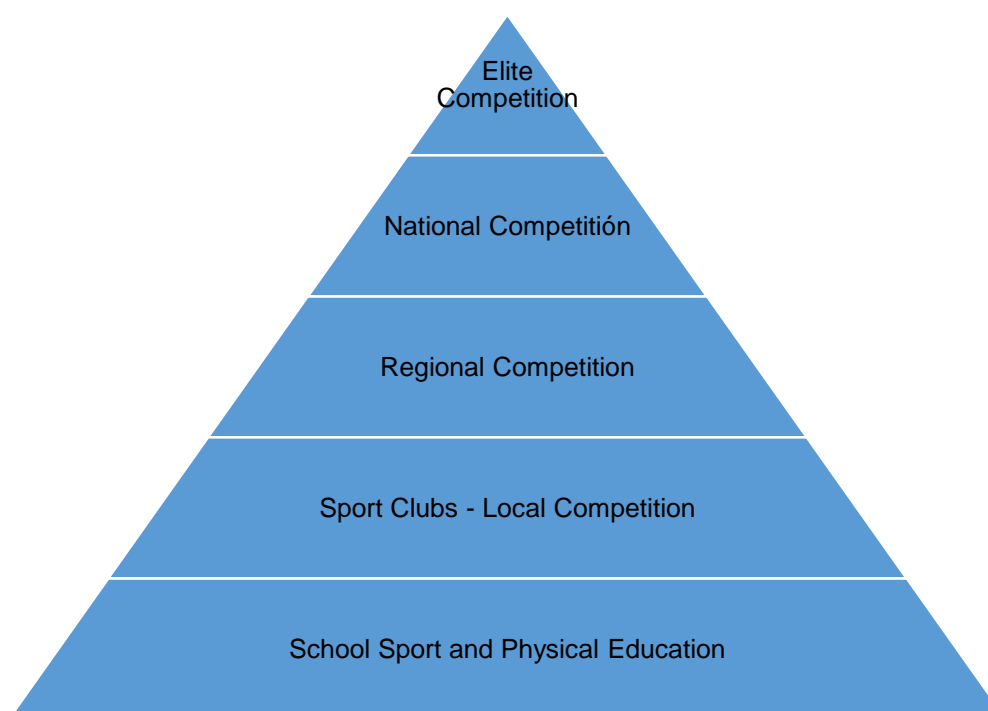 Elite
Competition
National Competitión
Regional Competition
Sport Clubs - Local Competition
School Sport and Physical Education